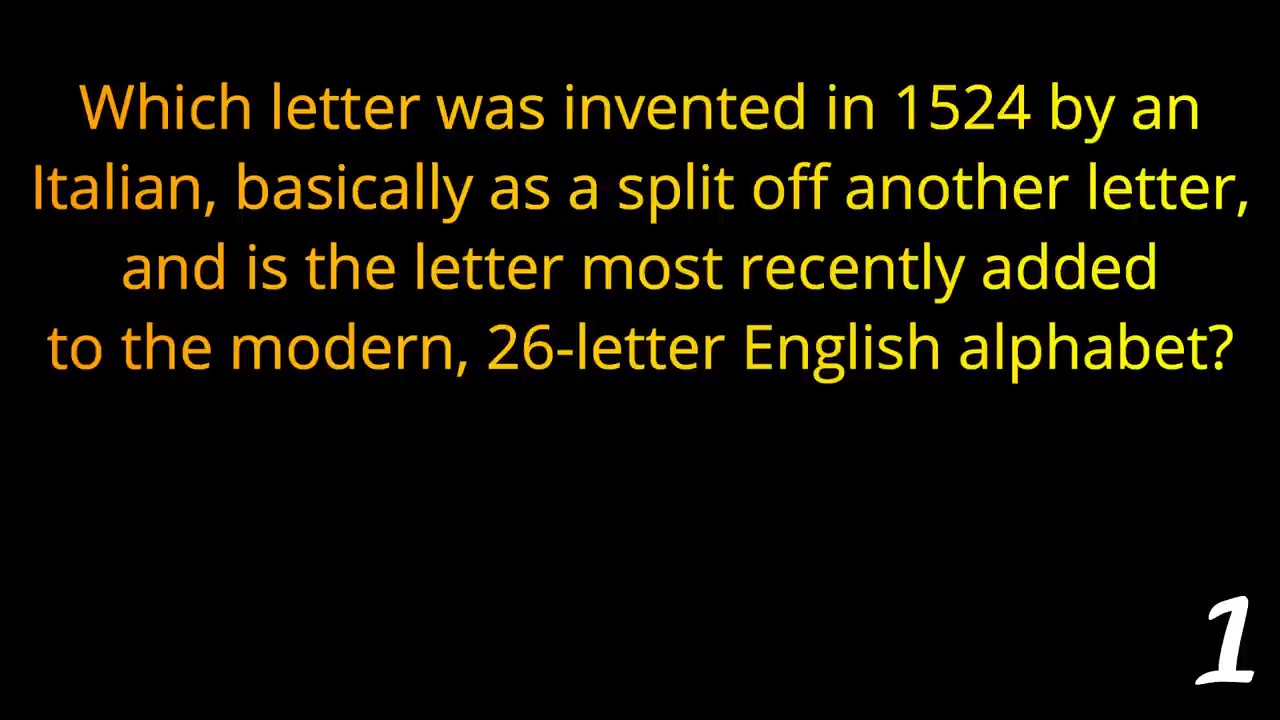 Which letter was invented in 1524 by an
Italian, basically as a split off another letter,
and is the letter most recently added
to the modern, 26-letter English alphabet?
1